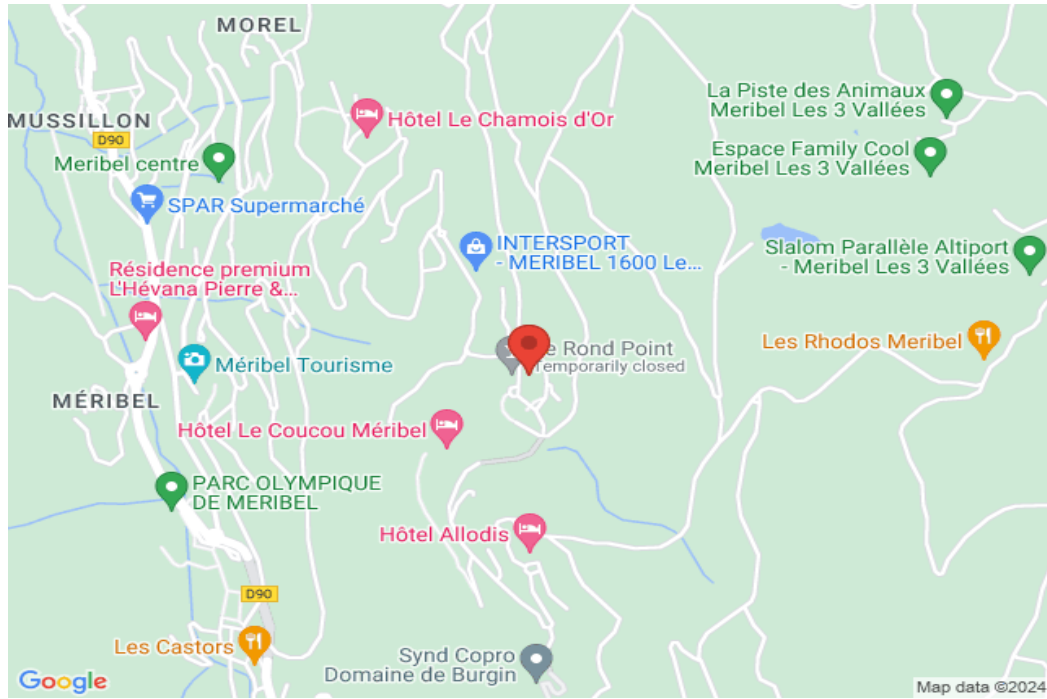 MOREL
La Piste des Animaux
Meribel Les 3 Vallées
Hôtel Le Chamois d'Or
MUSSILLON
D90
Espace Family Cool
Meribel Les 3 Vallées
Meribel centre
SPAR Supermarché
INTERSPORT
- MERIBEL 1600 Le...
Slalom Parallèle Altiport
- Meribel Les 3 Vallées
Résidence premium
L'Hévana Pierre &...
Les Rhodos Meribel
Rond Point
Temporarily closed
Méribel Tourisme
MÉRIBEL
Hôtel Le Coucou Méribel
PARC OLYMPIQUE
DE MERIBEL
Hôtel Allodis
D90
Les Castors
Synd Copro
Domaine de Burgin
Google
Map data ©2024